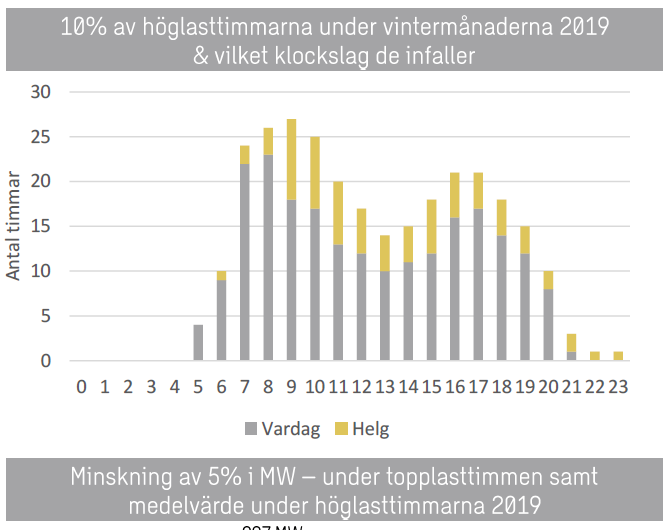 10% av höglasttimmarna under vintermånaderna 2019
& vilket klockslag de infaller
30
25
20
15
10
5
0
Antal timmar
0 1 2 3 4 5 6 7 8 9 10 11 12 13 14 15 16 17 18 19 20 21 22 23
Vardag Helg
Minskning av 5% i MW – under topplasttimmen samt
medelvärde under höglasttimmarna 2019